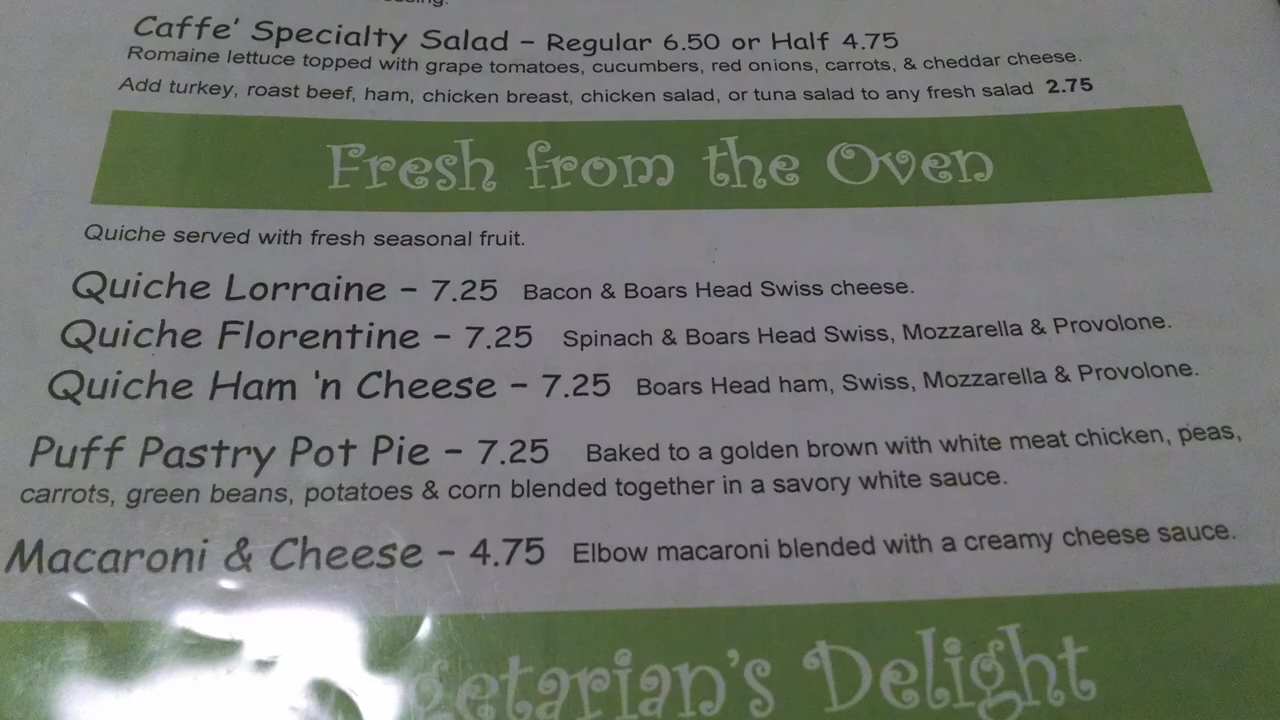 Caffe' Specialty Salad – Regular 6.50 or Half 4.75
Romaine lettuce topped with grape tomatoes, cucumbers, red onions, carrots, & cheddar cheese.
Add turkey, roast beef, ham, chicken breast, chicken salad, or tuna salad to any fresh salad 2.75
Fresh from the Oven
Quiche served with fresh seasonal fruit.
Quiche Lorraine – 7.25 Bacon & Boars Head Swiss cheese.
Quiche Florentine – 7.25 Spinach & Boars Head Swiss, Mozzarella & Provolone.
Quiche Ham 'n Cheese – 7.25 Boars Head ham, Swiss, Mozzarella & Provolone.
Puff Pastry Pot Pie – 7.25 Baked to a golden brown with white meat chicken, peas,
carrots, green beans, potatoes & corn blended together in a savory white sauce.
Macaroni & Cheese – 4.75 Elbow macaroni blended with a creamy cheese sauce.
getarian's Delight